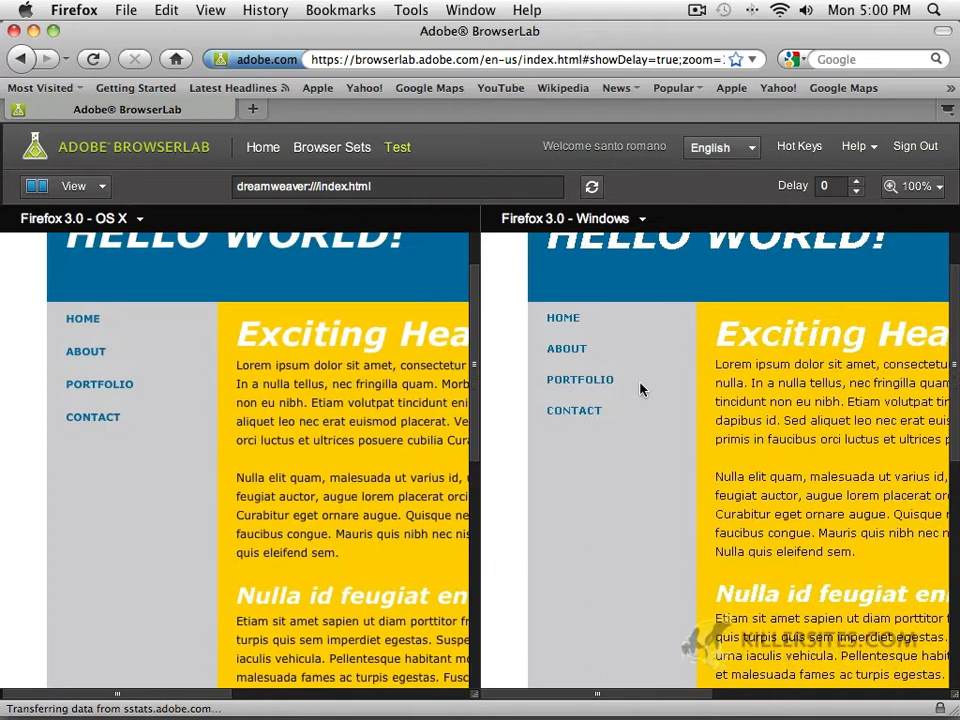 Firefox File Edit View History Bookmarks Tools Window Help Mon 5:00 PM
Adobe® BrowserLab
adobe.com https://browserlab.adobe.com/en-us/index.html#showDelay=true;zoom= Google
Most Visited Getting Started Latest Headlines Apple Yahoo! Google Maps YouTube Wikipedia News Popular Apple Yahoo! Google Maps
Adobe® BrowserLab
ADOBE® BROWSERLAB Home Browser Sets Test Welcome santo romano English Hot Keys Help Sign Out
View dreamweaver:///index.html Delay 0 100%
Firefox 3.0 - OS X
HELLO WORLD!
HOME
ABOUT
PORTFOLIO
CONTACT
Exciting Hea
Lorem ipsum dolor sit amet, consectetur
In a nulla tellus, nec fringilla quam. Morb
non eu nibh. Etiam volutpat tincidunt eni
aliquam leo nec erat euismod placerat. Ve
orci luctus et ultrices posuere cubilia Cura
Nulla elit quam, malesuada ut varius id,
feugiat auctor, augue lorem placerat orci
Curabitur eget ornare augue. Quisque ne
faucibus congue. Mauris quis nibh nec m
quis eleifend sem.
Nulla id feugiat en
Etiam sit amet sapien ut diam porttitor fr
turpis quis sem imperdiet egestas. Suspe
iaculis vehicula. Pellentesque habitant mo
malesuada fames ac turpis egestas. Fusc
Firefox 3.0 - Windows
HELLO WORLD!
HOME
ABOUT
PORTFOLIO
CONTACT
Exciting Hea
Lorem ipsum dolor sit amet, consectetu
nulla. In a nulla tellus, nec fringilla quam
tincidunt enim, aliquam leo nec erat e
dapibus id. Sed aliquam leo nec erat eu
primis in faucibus orci luctus et ultrices p
Nulla elit quam, malesuada ut varius id,
feugiat auctor, augue lorem placerat or
Curabitur eget ornare augue. Quisque n
faucibus congue. Mauris quis nibh nec m
Nulla quis eleifend sem.
Nulla id feugiat en
Etiam sit amet sapien ut diam porttitor
turpis quis sem imperdiet egestas.
urna iaculis vehicula. Pellentesque habi
et malesuada fames ac turpis egestas.
KILLERSITES.COM
Transferring data from sstats.adobe.com...